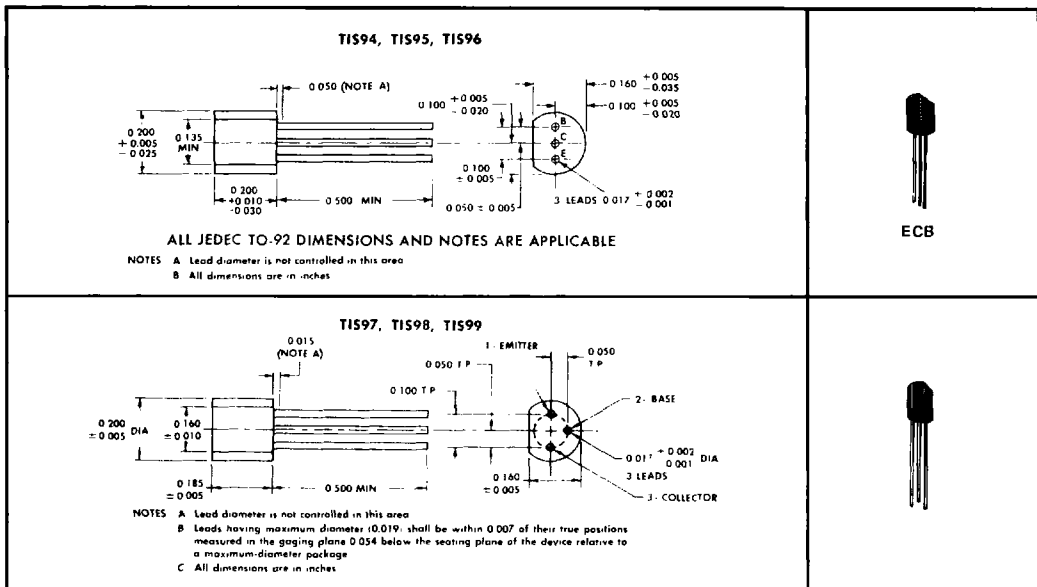 TIS94, TIS95, TIS96
0.050 (NOTE A)
0.160 + 0.005 - 0.035
0.100 + 0.005 - 0.020
0.100 + 0.005 - 0.020
0.200 + 0.005 - 0.025
0.135 MIN
B
C
E
0.100 ± 0.005
0.200 +0.010 -0.030
0.500 MIN
0.050 ± 0.005
3 LEADS 0.017 + 0.002 - 0.001
ECB
ALL JEDEC TO-92 DIMENSIONS AND NOTES ARE APPLICABLE
NOTES A Lead diameter is not controlled in this area
B All dimensions are in inches
TIS97, TIS98, TIS99
0.015 (NOTE A)
1 - EMITTER
0.050 T P
0.050 T P
0.100 T P
2- BASE
0.200 ± 0.005 DIA
0.160 ± 0.010
0.017 + 0.002 0.001 DIA
3 LEADS
0.160 ± 0.005
3 - COLLECTOR
0.185 ± 0.005
0.500 MIN
NOTES A Lead diameter is not controlled in this area
B Leads having maximum diameter (0.019) shall be within 0.007 of their true positions
measured in the gaging plane 0.054 below the seating plane of the device relative to
a maximum-diameter package
C All dimensions are in inches